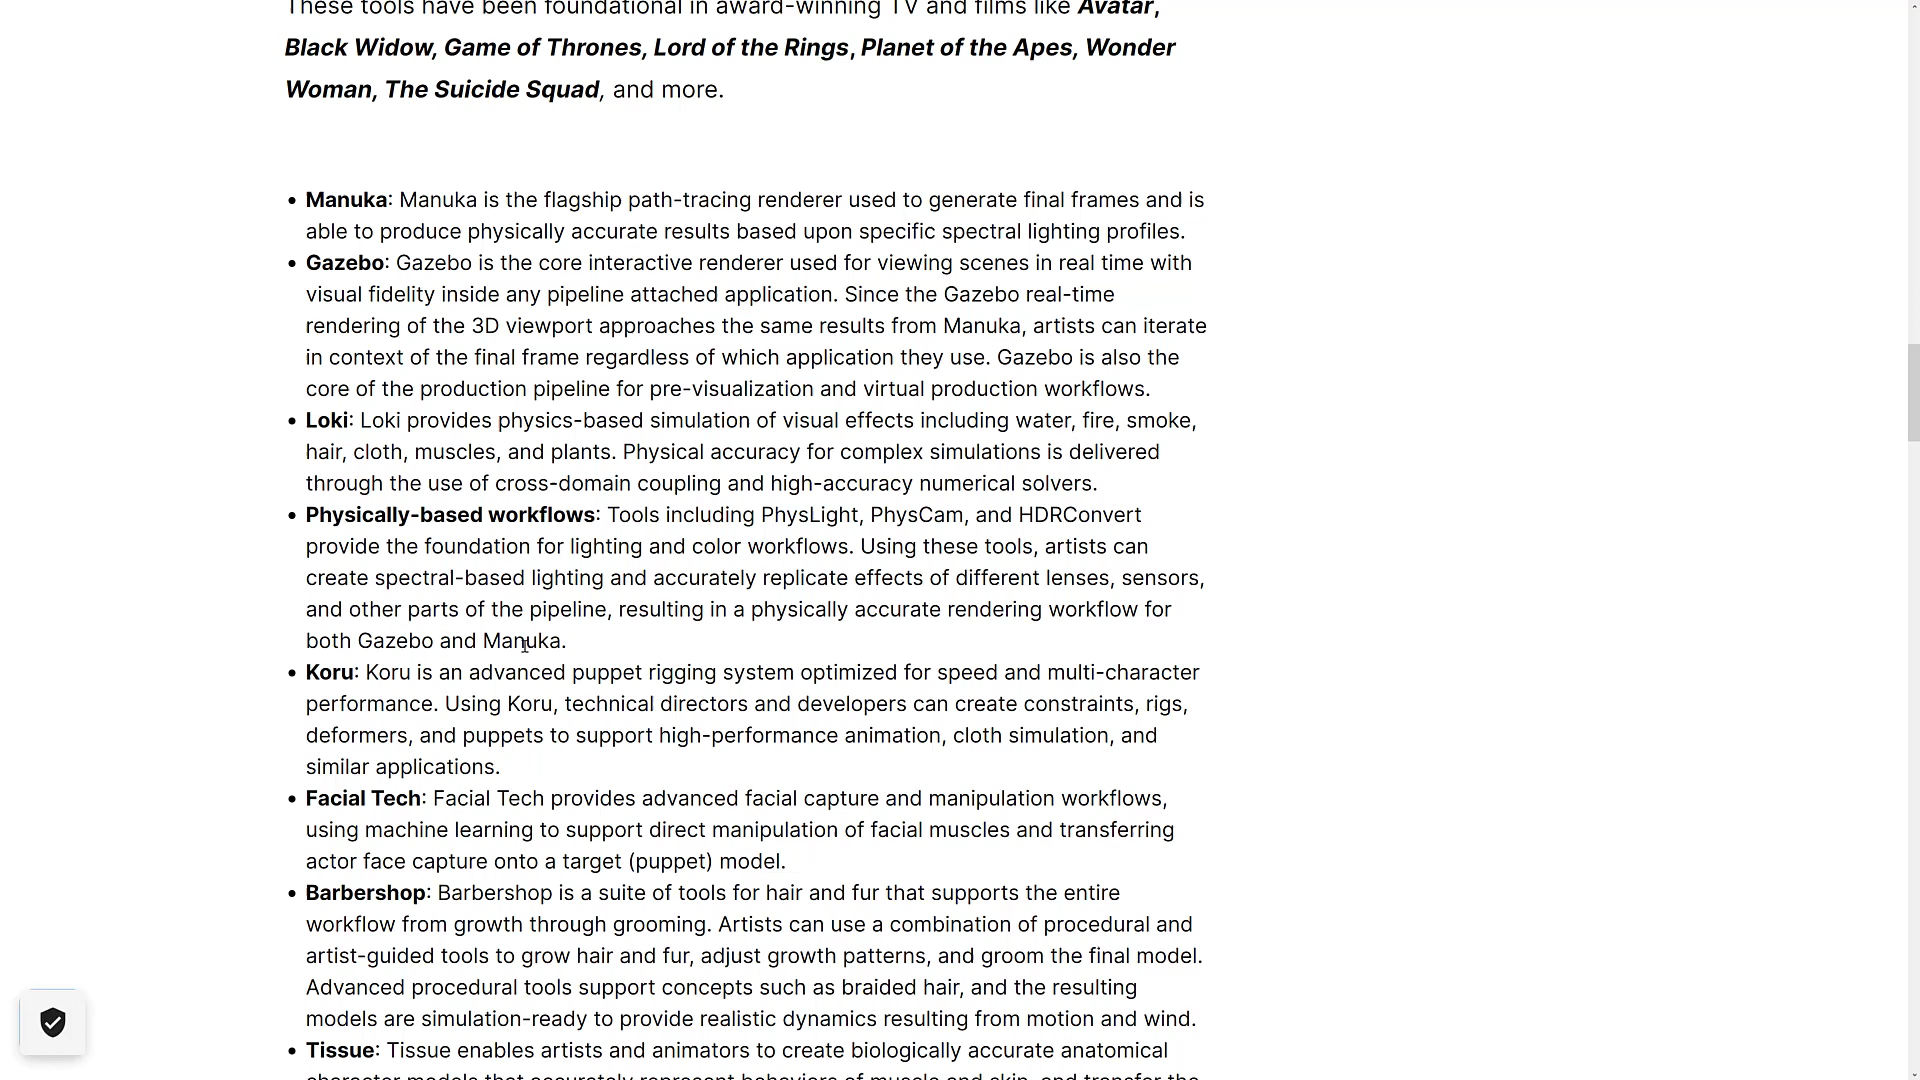 These tools have been foundational in award-winning TV and films like Avatar,
Black Widow, Game of Thrones, Lord of the Rings, Planet of the Apes, Wonder
Woman, The Suicide Squad, and more.
• Manuka: Manuka is the flagship path-tracing renderer used to generate final frames and is
able to produce physically accurate results based upon specific spectral lighting profiles.
• Gazebo: Gazebo is the core interactive renderer used for viewing scenes in real time with
visual fidelity inside any pipeline attached application. Since the Gazebo real-time
rendering of the 3D viewport approaches the same results from Manuka, artists can iterate
in context of the final frame regardless of which application they use. Gazebo is also the
core of the production pipeline for pre-visualization and virtual production workflows.
• Loki: Loki provides physics-based simulation of visual effects including water, fire, smoke,
hair, cloth, muscles, and plants. Physical accuracy for complex simulations is delivered
through the use of cross-domain coupling and high-accuracy numerical solvers.
• Physically-based workflows: Tools including PhysLight, PhysCam, and HDRConvert
provide the foundation for lighting and color workflows. Using these tools, artists can
create spectral-based lighting and accurately replicate effects of different lenses, sensors,
and other parts of the pipeline, resulting in a physically accurate rendering workflow for
both Gazebo and Manuka.
• Koru: Koru is an advanced puppet rigging system optimized for speed and multi-character
performance. Using Koru, technical directors and developers can create constraints, rigs,
deformers, and puppets to support high-performance animation, cloth simulation, and
similar applications.
• Facial Tech: Facial Tech provides advanced facial capture and manipulation workflows,
using machine learning to support direct manipulation of facial muscles and transferring
actor face capture onto a target (puppet) model.
• Barbershop: Barbershop is a suite of tools for hair and fur that supports the entire
workflow from growth through grooming. Artists can use a combination of procedural and
artist-guided tools to grow hair and fur, adjust growth patterns, and groom the final model.
Advanced procedural tools support concepts such as braided hair, and the resulting
models are simulation-ready to provide realistic dynamics resulting from motion and wind.
• Tissue: Tissue enables artists and animators to create biologically accurate anatomical
character models that accurately represent behaviors of muscle and skin, and transfer the